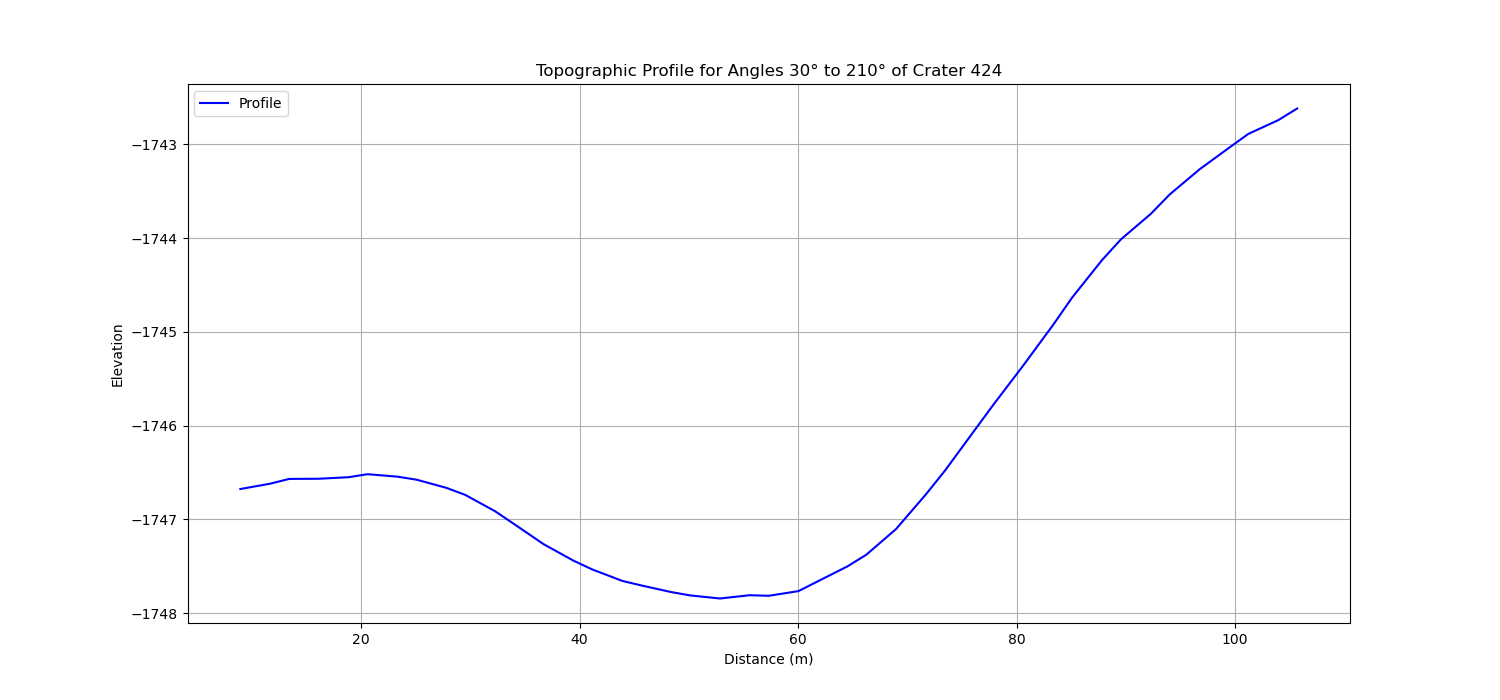 Topographic Profile for Angles 30° to 210° of Crater 424
Profile
−1743
−1744
−1745
−1746
−1747
−1748
Elevation
20 40 60 80 100
Distance (m)